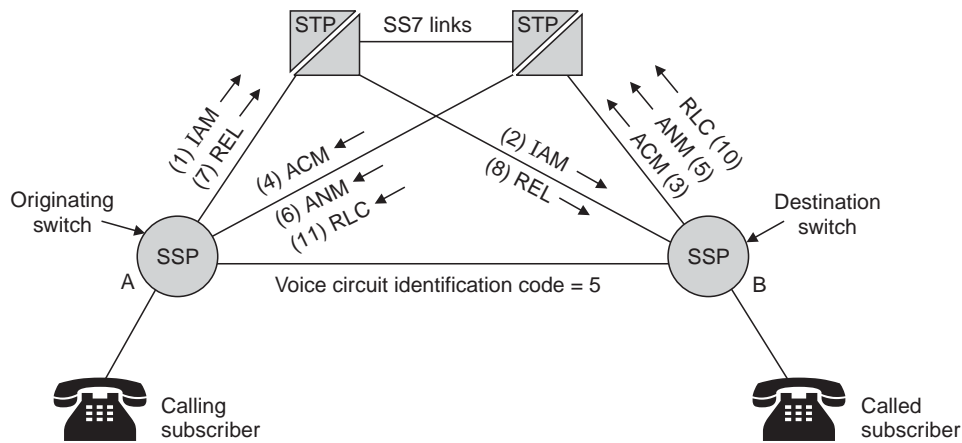 STP
SS7 links
STP
(1) IAM
(7) REL
(4) ACM
(6) ANM
(11) RLC
(2) IAM
(8) REL
RLC (10)
ANM (5)
ACM (3)
Originating
switch
Destination
switch
SSP
SSP
A
B
Voice circuit identification code = 5
Calling
subscriber
Called
subscriber